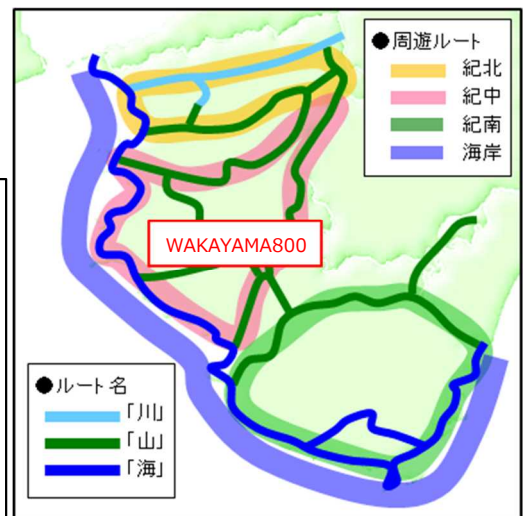 ●周遊ルート
紀北
紀中
紀南
海岸
WAKAYAMA800
●ルート名
「川」
「山」
「海」